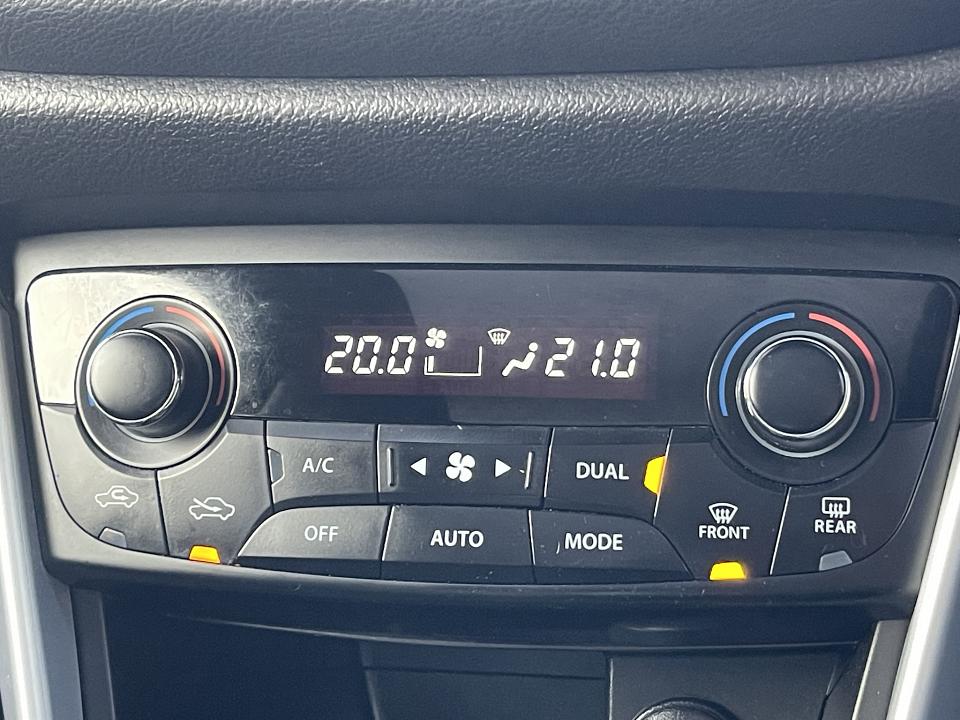 20.0 21.0
A/C
DUAL
OFF
AUTO
MODE
FRONT
REAR